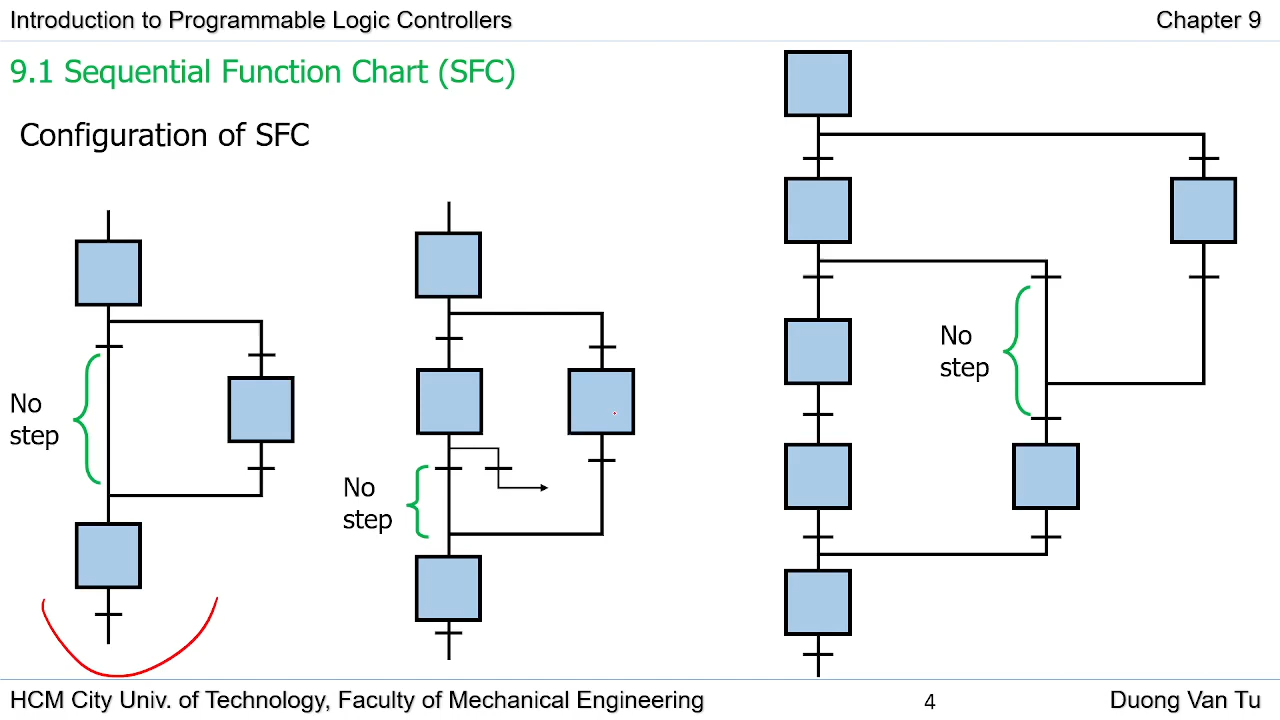 Introduction to Programmable Logic Controllers
Chapter 9
9.1 Sequential Function Chart (SFC)
Configuration of SFC
No
step
No
step
No
step
HCM City Univ. of Technology, Faculty of Mechanical Engineering
4
Duong Van Tu